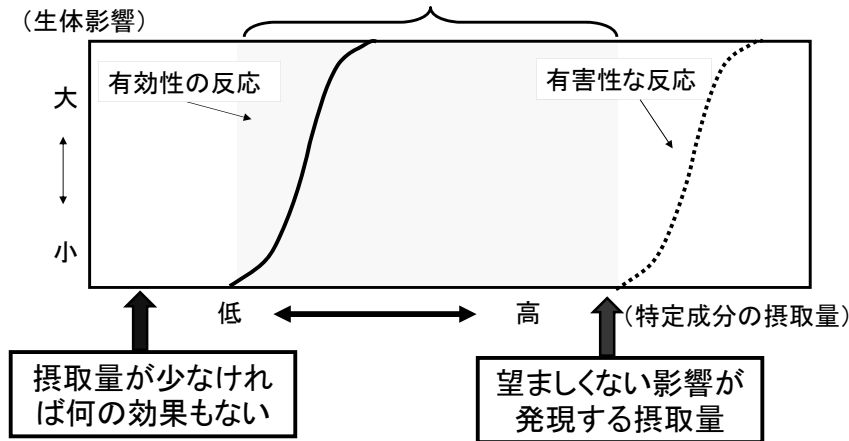 （生体影響）
有効性の反応
有害性な反応
大
小
低
高
（特定成分の摂取量）
摂取量が少なけれ
ば何の効果もない
望ましくない影響が
発現する摂取量